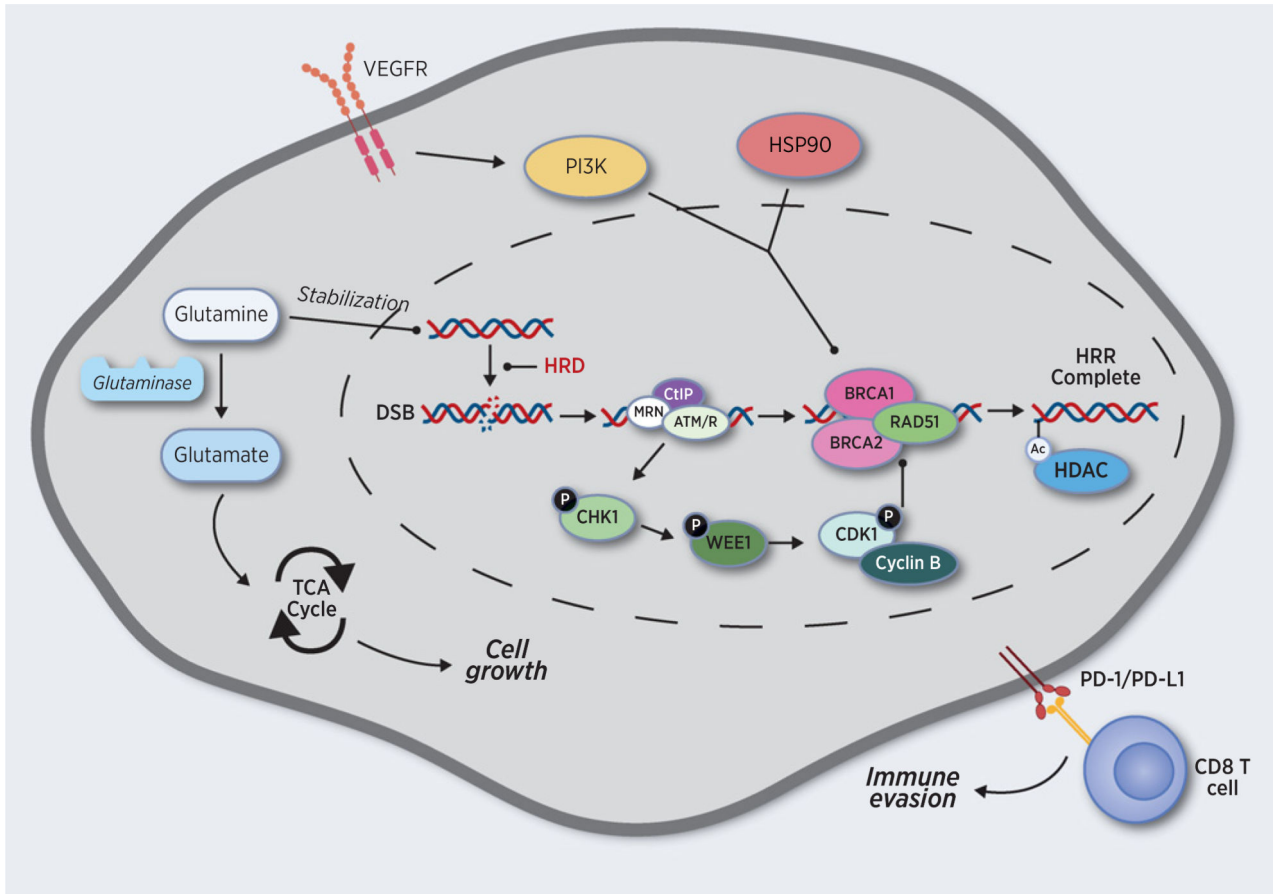 VEGFR
PI3K
HSP90
Glutamine
Stabilization
Glutaminase
Glutamate
HRD
DSB
CtIP
MRN
ATM/R
BRCA1
BRCA2
RAD51
HRR
Complete
Ac
HDAC
P
CHK1
P
WEE1
P
CDK1
Cyclin B
TCA
Cycle
Cell
growth
PD-1/PD-L1
CD8 T
cell
Immune
evasion